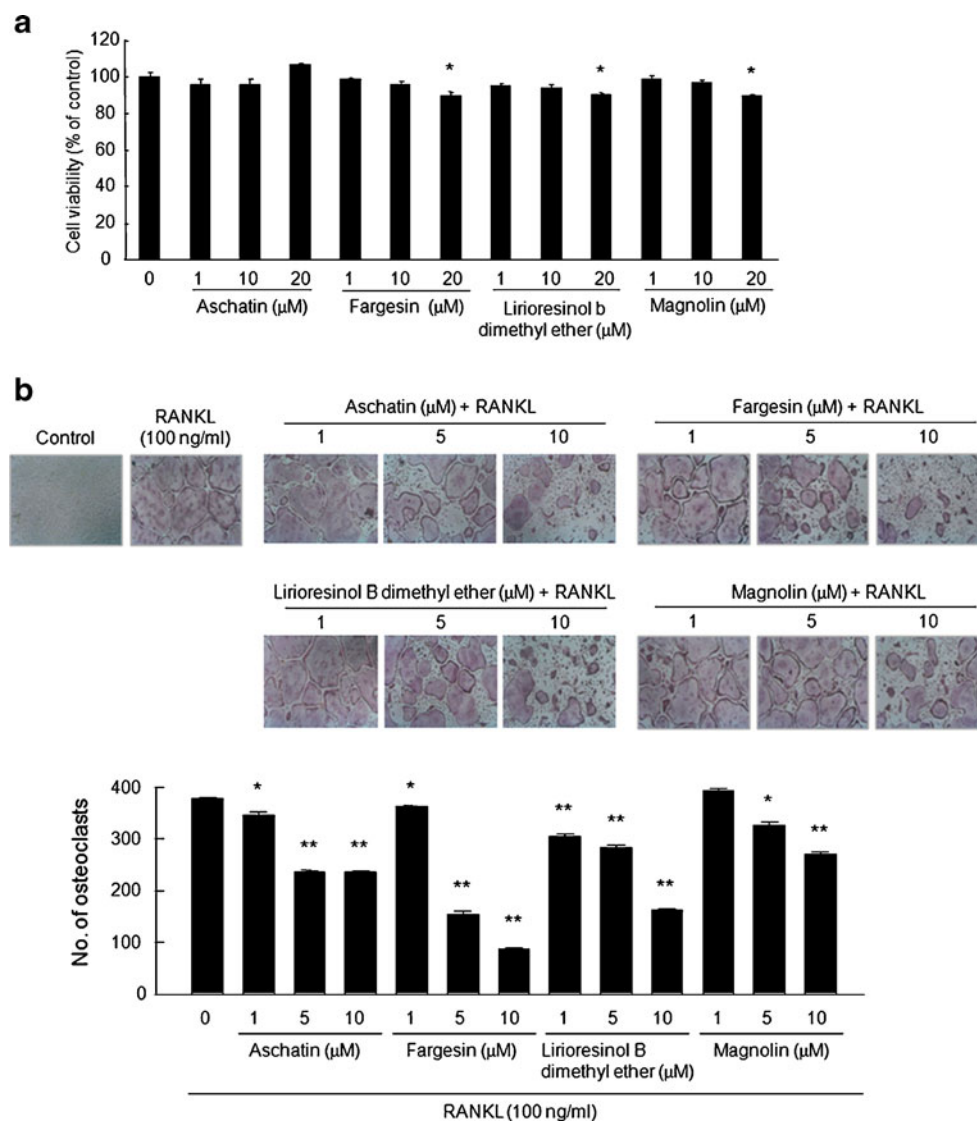 a
120
100
80
60
40
20
0
Cell viability (% of control)
* * *
0 1 10 20 1 10 20 1 10 20 1 10 20
Aschatin (μM) Fargesin (μM) Lirioresinol b dimethyl ether (μM) Magnolin (μM)
b
Control
RANKL
(100 ng/ml)
Aschatin (μM) + RANKL
1 5 10
Fargesin (μM) + RANKL
1 5 10
Lirioresinol B dimethyl ether (μM) + RANKL
1 5 10
Magnolin (μM) + RANKL
1 5 10
400
300
200
100
0
No. of osteoclasts
* ** ** * ** ** ** ** ** * **
0 1 5 10 1 5 10 1 5 10 1 5 10
Aschatin (μM) Fargesin (μM) Lirioresinol B dimethyl ether (μM) Magnolin (μM)
RANKL (100 ng/ml)